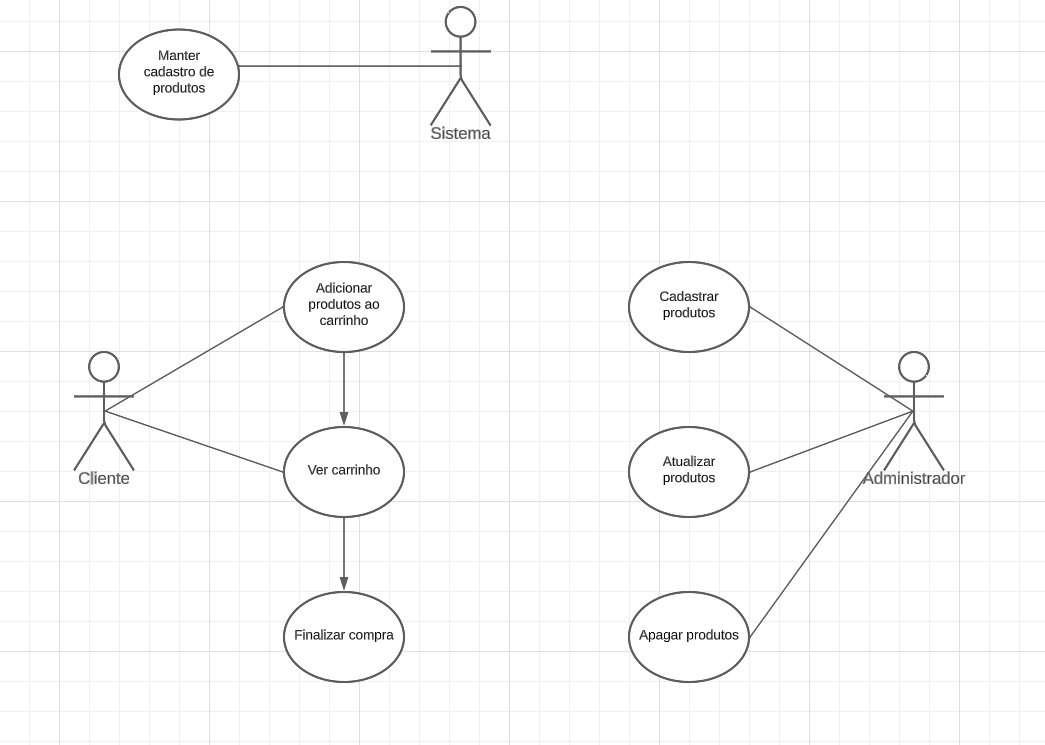 Manter
cadastro de
produtos
Sistema
Adicionar
produtos ao
carrinho
Cadastrar
produtos
Cliente
Ver carrinho
Atualizar
produtos
Administrador
Finalizar compra
Apagar produtos